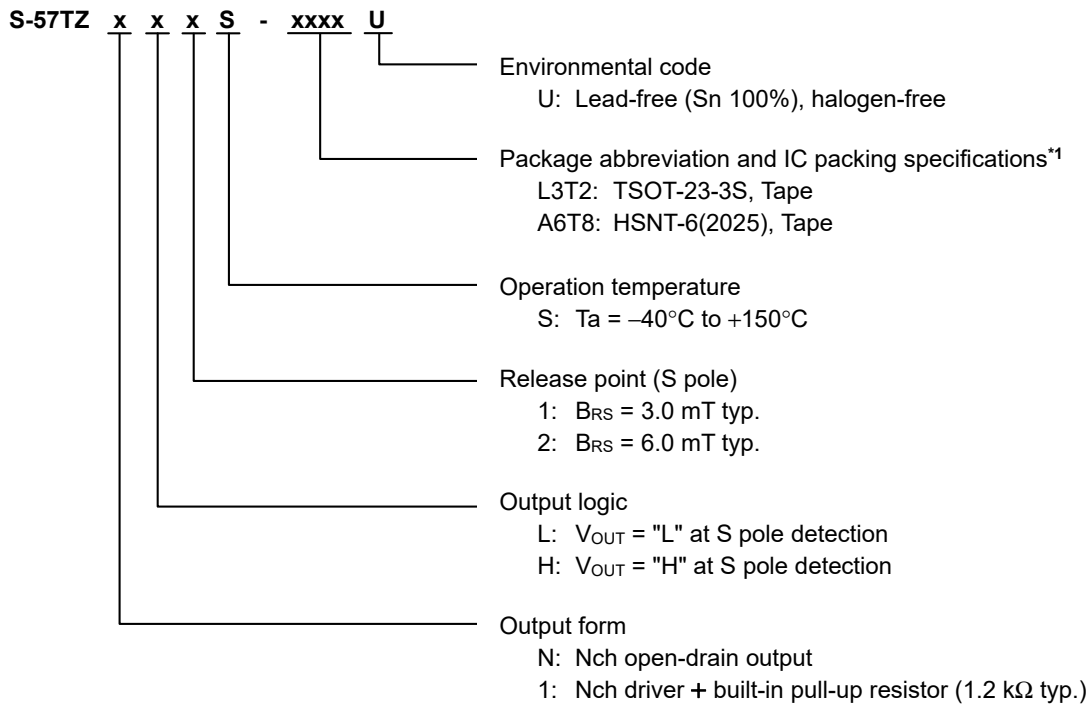 S-57TZ x x x S - xxxx U
Environmental code
U: Lead-free (Sn 100%), halogen-free
Package abbreviation and IC packing specifications*1
L3T2: TSOT-23-3S, Tape
A6T8: HSNT-6(2025), Tape
Operation temperature
S: Ta = −40°C to +150°C
Release point (S pole)
1: BRS = 3.0 mT typ.
2: BRS = 6.0 mT typ.
Output logic
L: VOUT = "L" at S pole detection
H: VOUT = "H" at S pole detection
Output form
N: Nch open-drain output
1: Nch driver + built-in pull-up resistor (1.2 kΩ typ.)